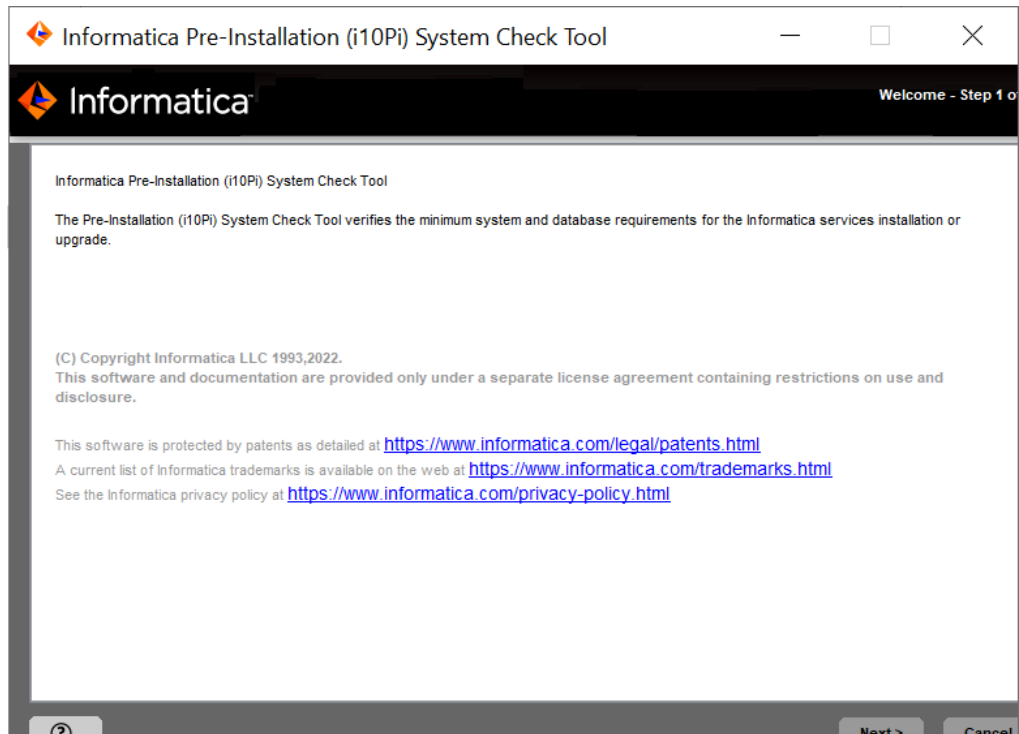 Informatica Pre-Installation (i10Pi) System Check Tool
Informatica
Welcome - Step 1 of
Informatica Pre-Installation (i10Pi) System Check Tool
The Pre-Installation (i10Pi) System Check Tool verifies the minimum system and database requirements for the Informatica services installation or
upgrade.
(C) Copyright Informatica LLC 1993,2022.
This software and documentation are provided only under a separate license agreement containing restrictions on use and
disclosure.
This software is protected by patents as detailed at https://www.informatica.com/legal/patents.html
A current list of Informatica trademarks is available on the web at https://www.informatica.com/trademarks.html
See the Informatica privacy policy at https://www.informatica.com/privacy-policy.html
?
Next >
Cancel